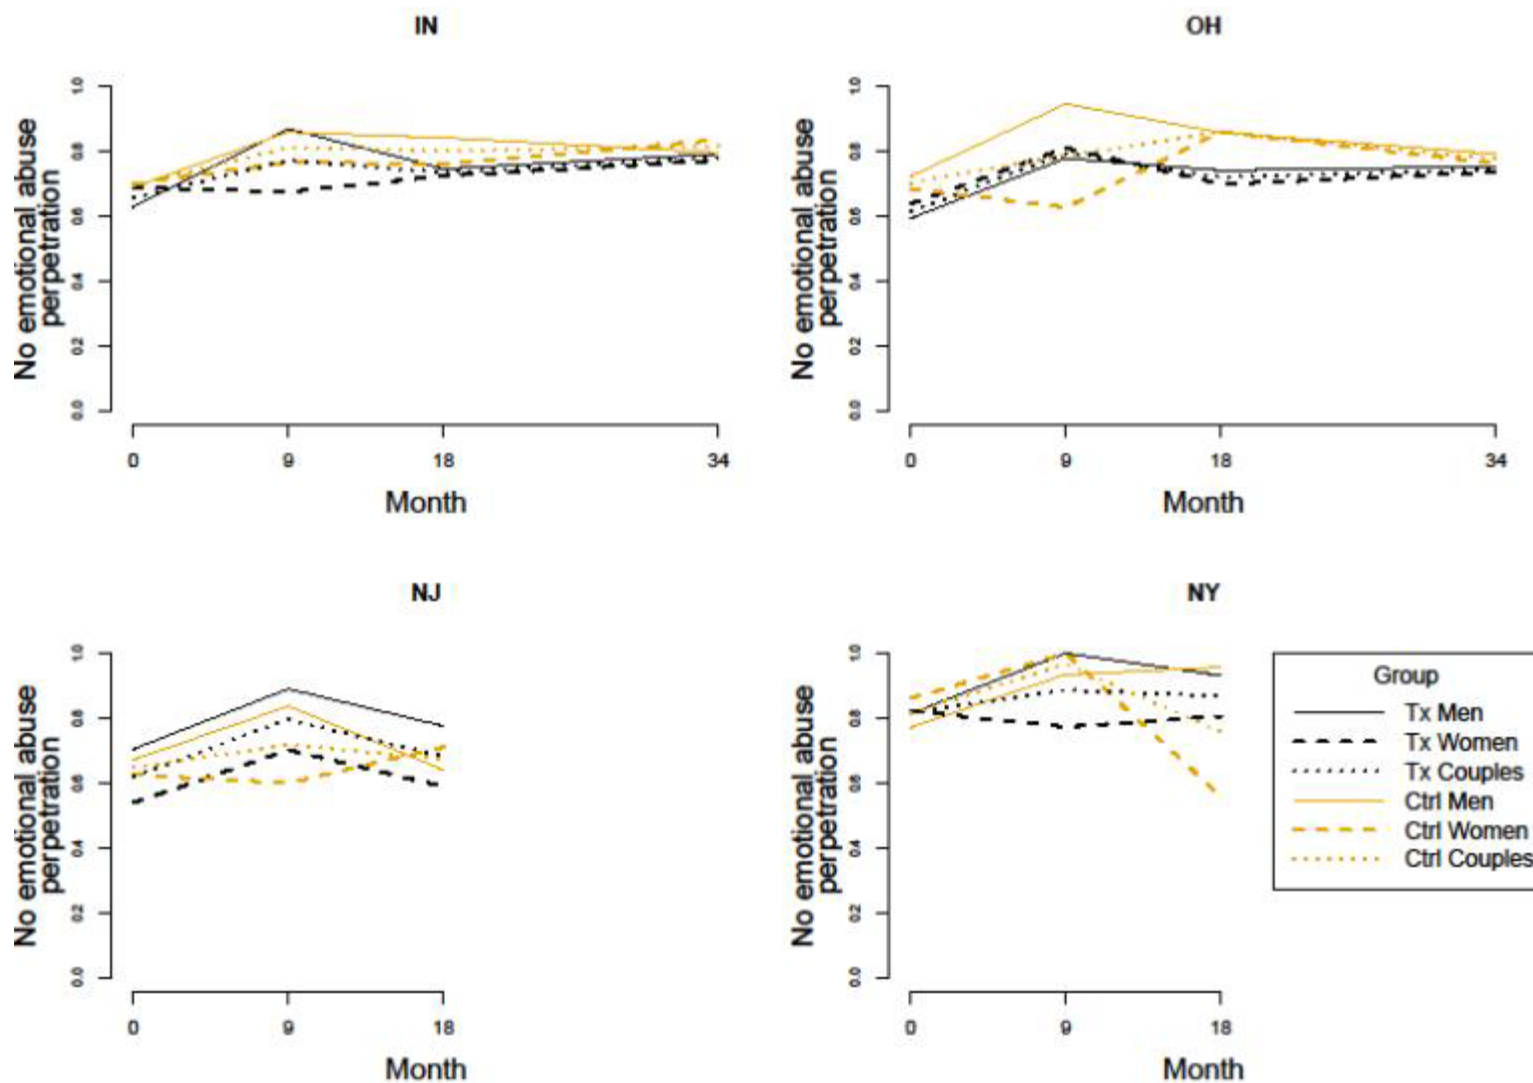 IN
No emotional abuse
perpetration
1.0
0.8
0.6
0.4
0.2
0.0
0 9 18 34
Month
OH
No emotional abuse
perpetration
1.0
0.8
0.6
0.4
0.2
0.0
0 9 18 34
Month
NJ
No emotional abuse
perpetration
1.0
0.8
0.6
0.4
0.2
0.0
0 9 18
Month
NY
No emotional abuse
perpetration
1.0
0.8
0.6
0.4
0.2
0.0
0 9 18
Month
Group
Tx Men
Tx Women
Tx Couples
Ctrl Men
Ctrl Women
Ctrl Couples